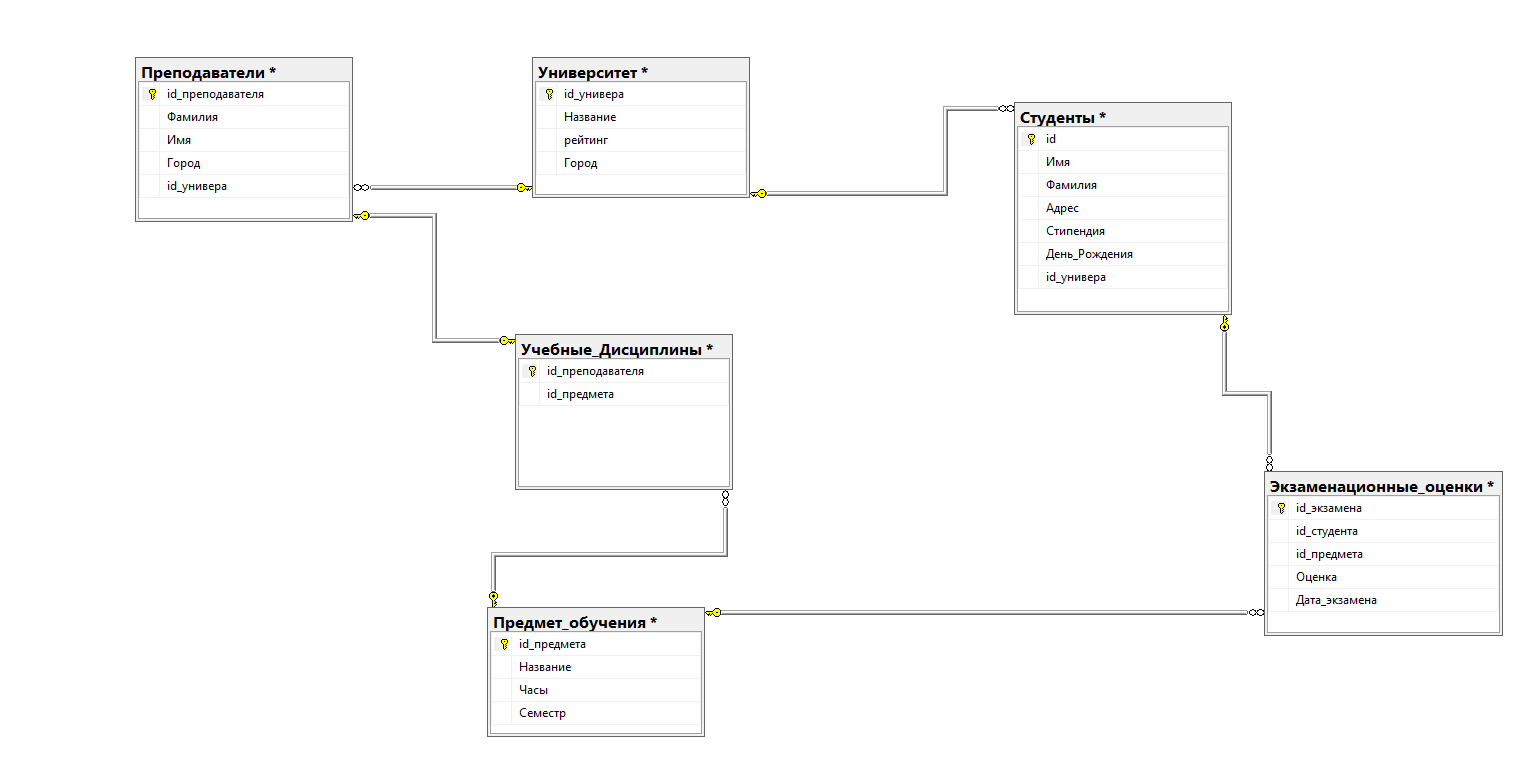 Преподаватели *
id_преподавателя
Фамилия
Имя
Город
id_универа
Университет *
id_универа
Название
рейтинг
Город
Студенты *
id
Имя
Фамилия
Адрес
Стипендия
День_Рождения
id_универа
Учебные_Дисциплины *
id_преподавателя
id_предмета
Экзаменационные_оценки *
id_экзамена
id_студента
id_предмета
Оценка
Дата_экзамена
Предмет_обучения *
id_предмета
Название
Часы
Семестр